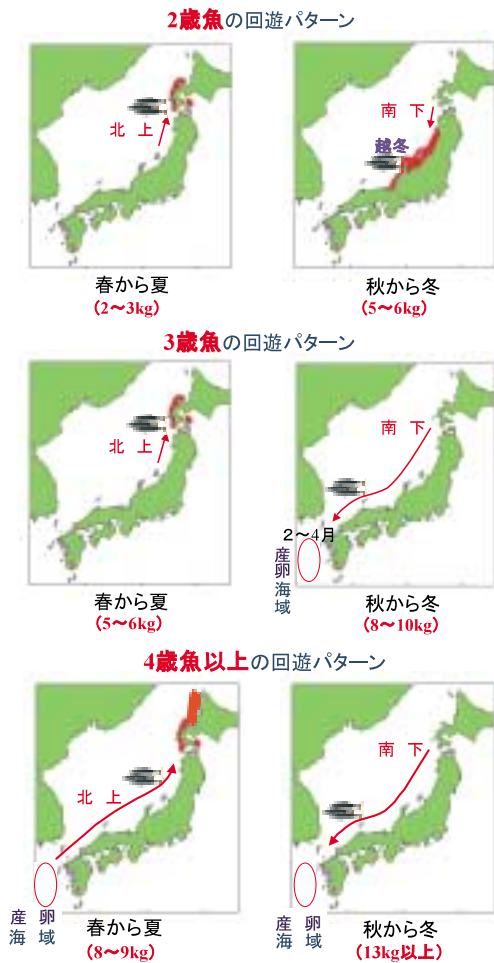 2歳魚の回遊パターン
北 上
南 下
越冬
春から夏
(2～3kg)
秋から冬
(5～6kg)
3歳魚の回遊パターン
北 上
南 下
2～4月
産卵海域
春から夏
(5～6kg)
秋から冬
(8～10kg)
4歳魚以上の回遊パターン
北 上
南 下
産 卵
海 域
春から夏
(8～9kg)
産 卵
海 域
秋から冬
(13kg以上)